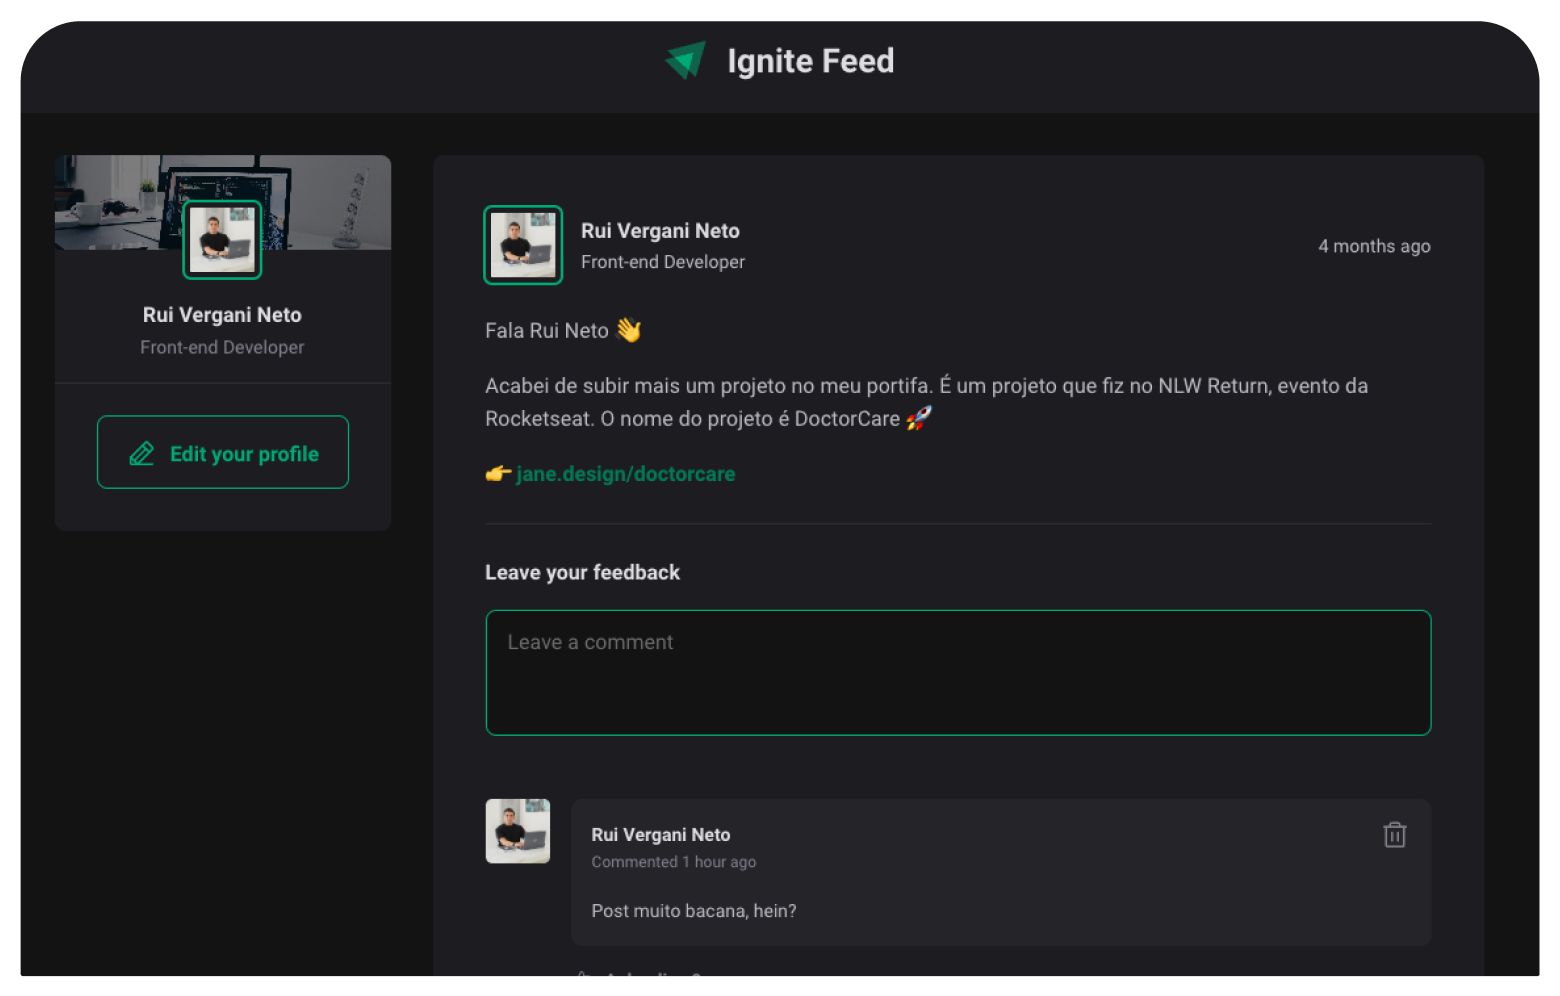 Ignite Feed
Rui Vergani Neto
Front-end Developer
Edit your profile
Rui Vergani Neto
Front-end Developer
4 months ago
Fala Rui Neto 👋
Acabei de subir mais um projeto no meu portifa. É um projeto que fiz no NLW Return, evento da
Rocketseat. O nome do projeto é DoctorCare 🚀
👉 jane.design/doctorcare
Leave your feedback
Leave a comment
Rui Vergani Neto
Commented 1 hour ago
Post muito bacana, hein?